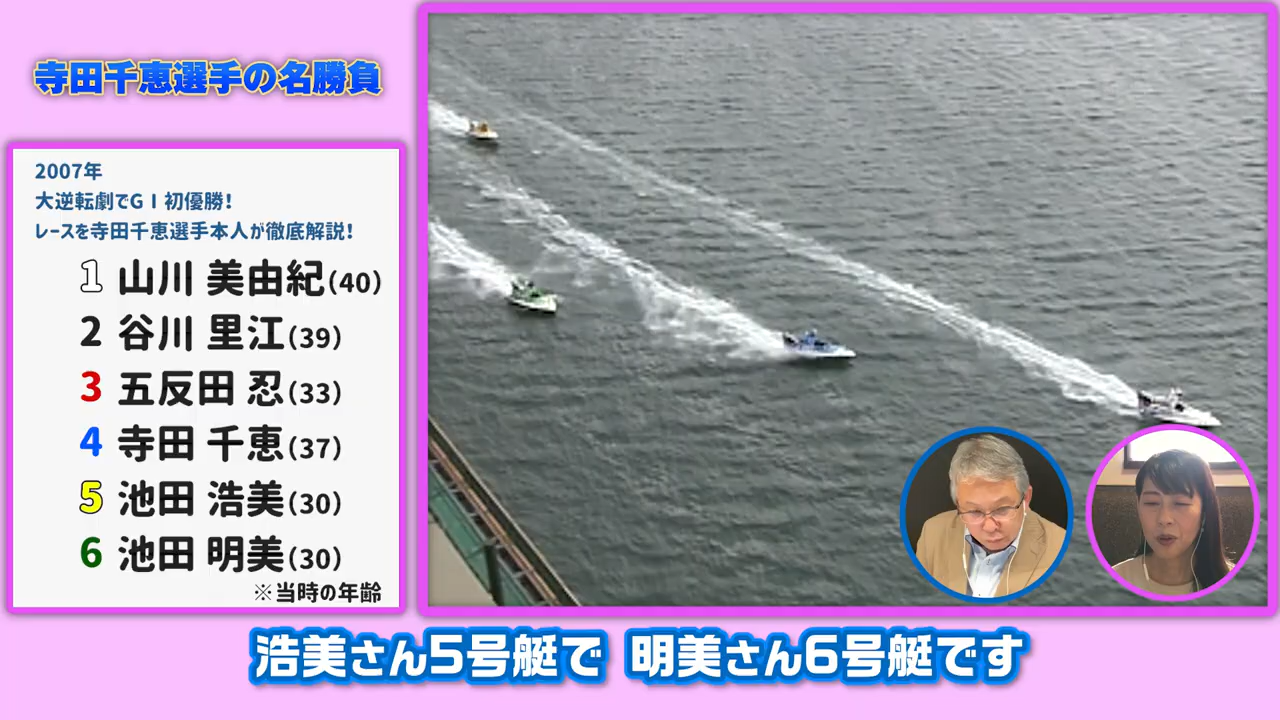 寺田千恵選手の名勝負
2007年
大逆転劇でGⅠ初優勝!
レースを寺田千恵選手本人が徹底解説!
1 山川 美由紀(40)
2 谷川 里江(39)
3 五反田 忍(33)
4 寺田 千恵(37)
5 池田 浩美(30)
6 池田 明美(30)
※当時の年齢
浩美さん5号艇で 明美さん6号艇です